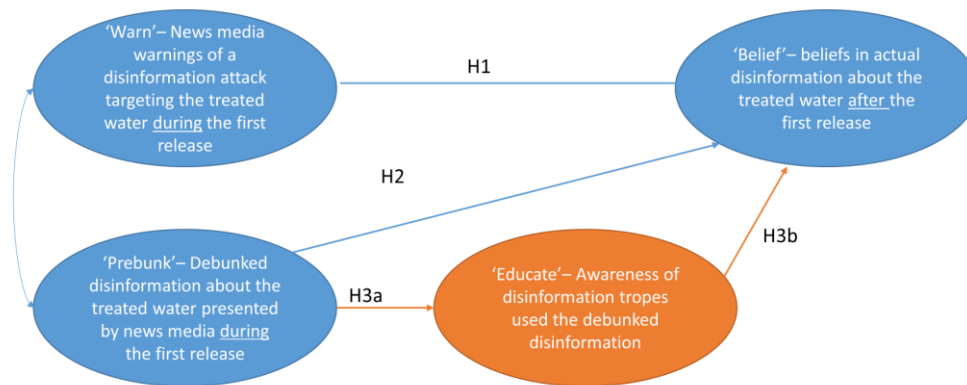 'Warn'– News media
warnings of a
disinformation attack
targeting the treated
water during the first
release
H1
'Belief'– beliefs in actual
disinformation about the
treated water after the
first release
H2
'Prebunk'– Debunked
disinformation about the
treated water presented
by news media during
the first release
H3a
'Educate'– Awareness of
disinformation tropes
used the debunked
disinformation
H3b